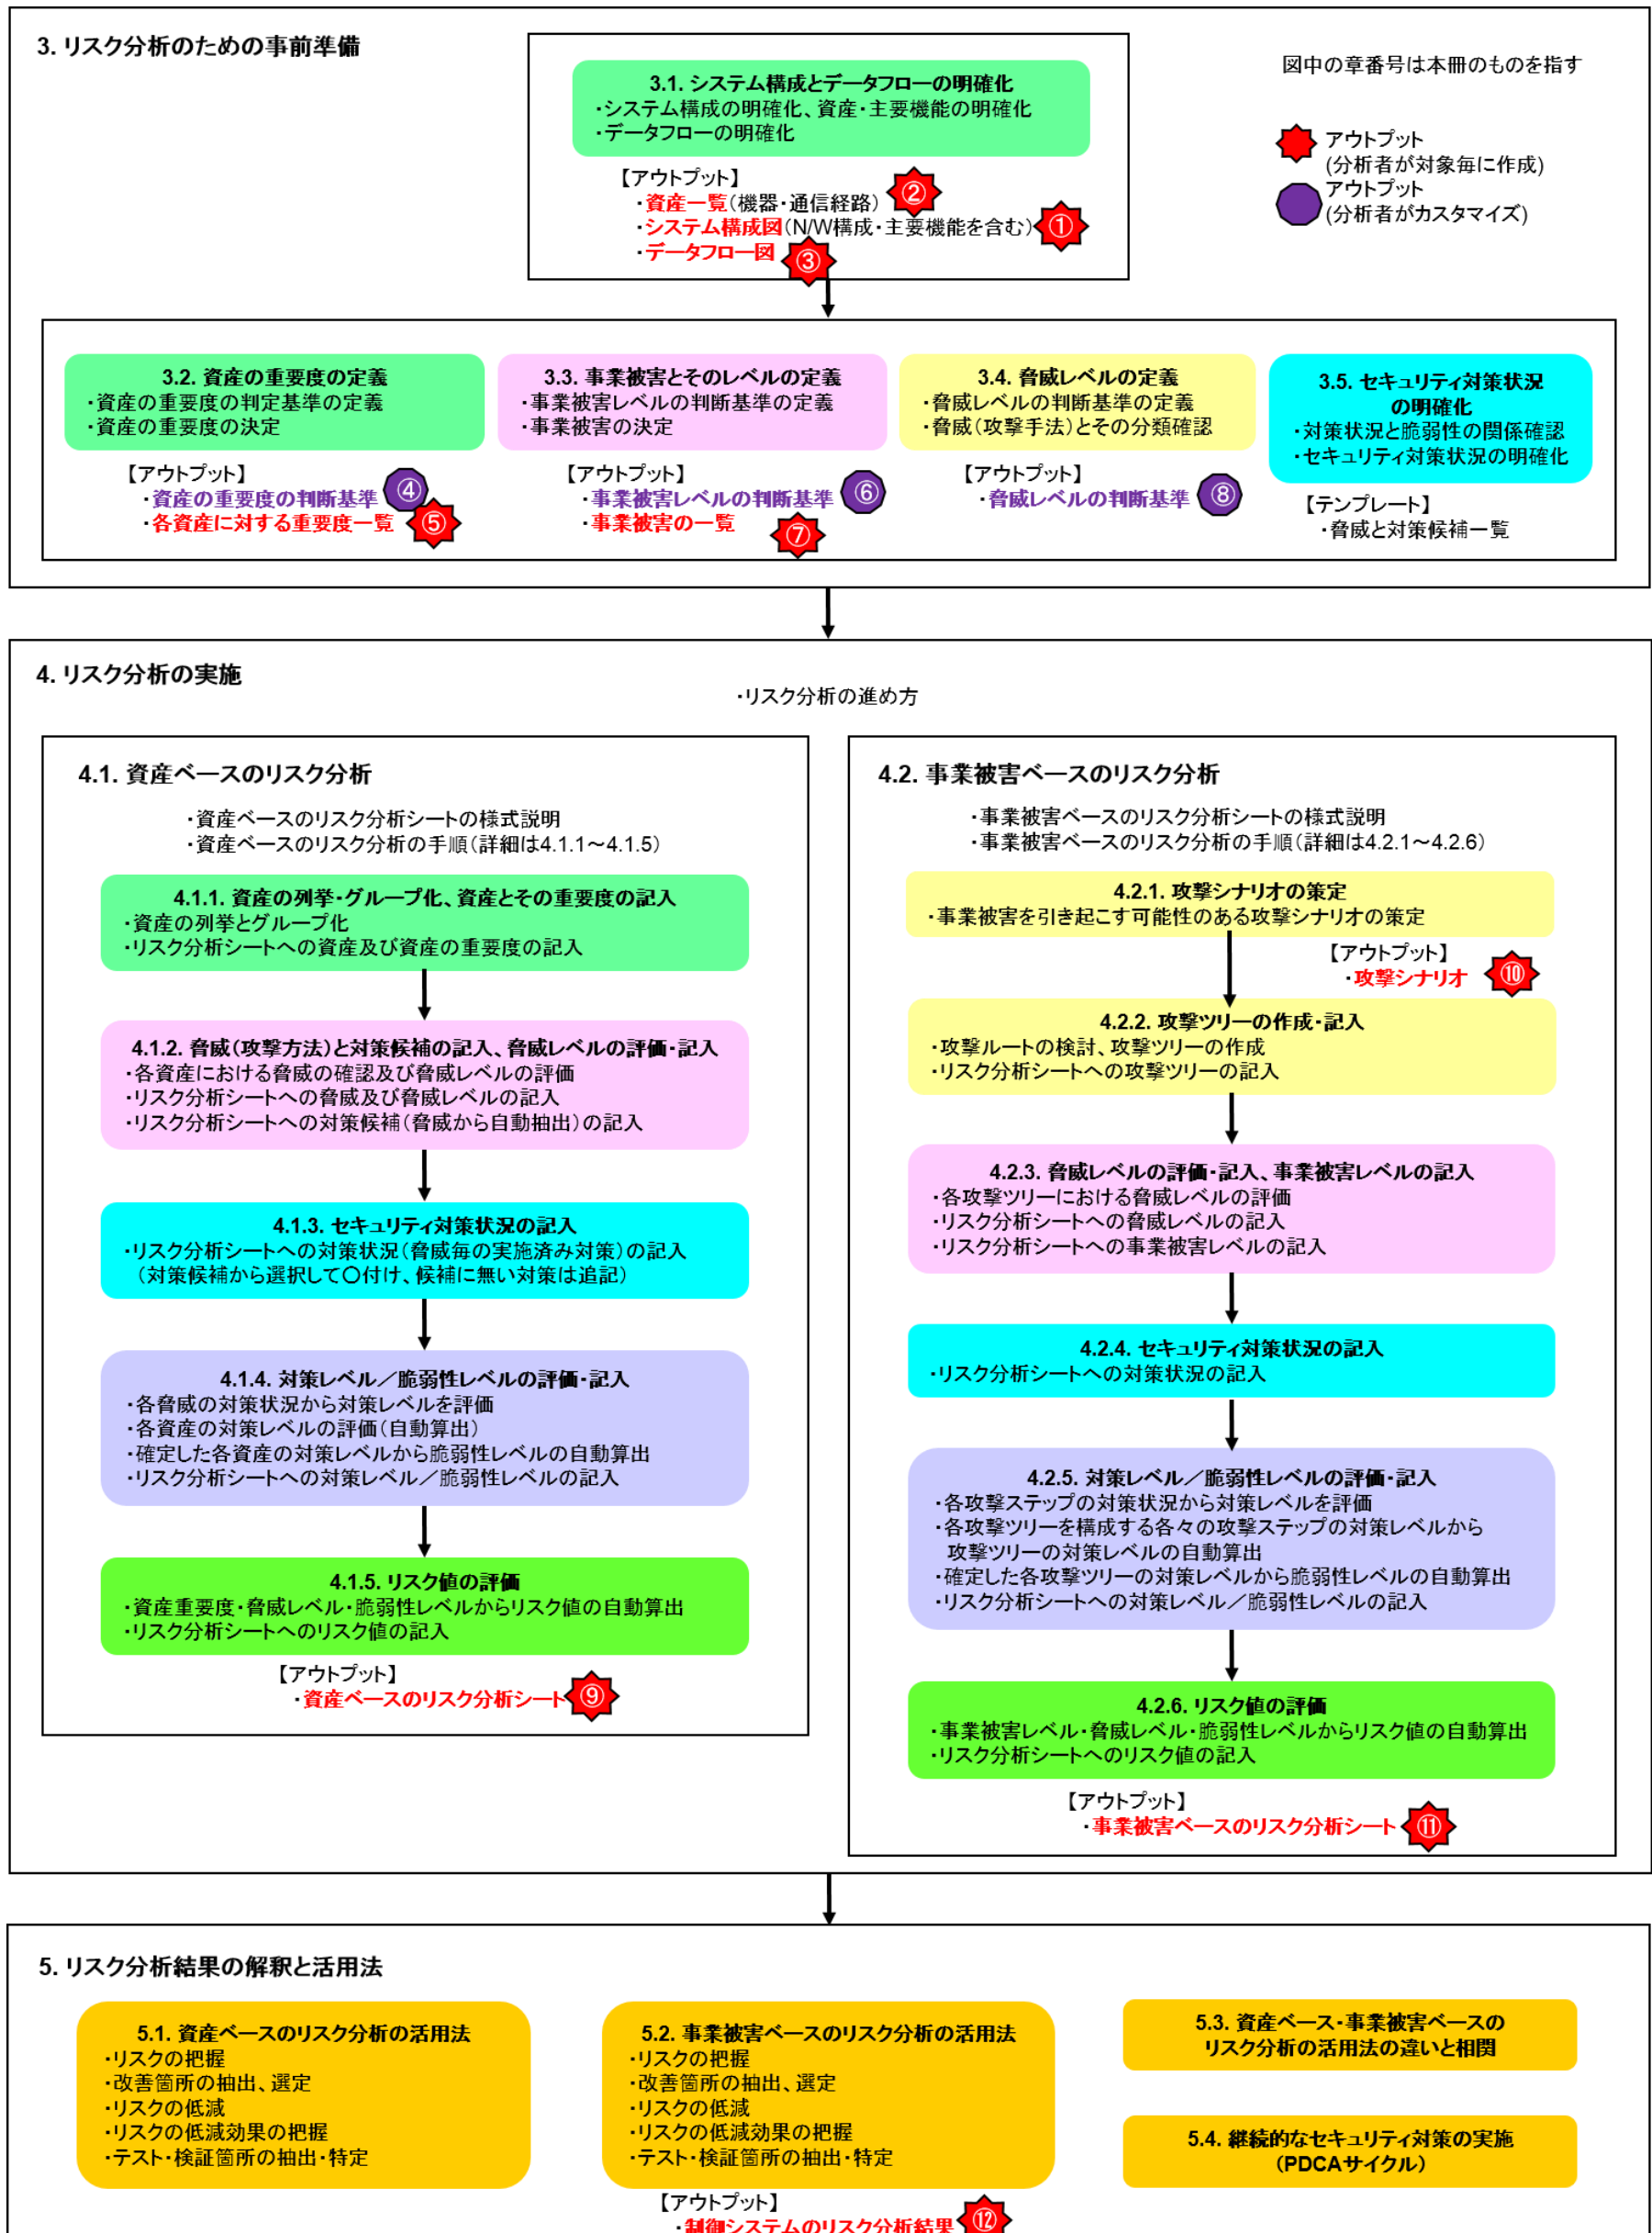 3. リスク分析のための事前準備
図中の章番号は本冊のものを指す
アウトプット
(分析者が対象毎に作成)
アウトプット
(分析者がカスタマイズ)
3.1. システム構成とデータフローの明確化
・システム構成の明確化、資産・主要機能の明確化
・データフローの明確化
【アウトプット】
・資産一覧(機器・通信経路) ②
・システム構成図(N/W構成・主要機能を含む) ①
・データフロー図 ③
3.2. 資産の重要度の定義
・資産の重要度の判定基準の定義
・資産の重要度の決定
【アウトプット】
・資産の重要度の判断基準 ④
・各資産に対する重要度一覧 ⑤
3.3. 事業被害とそのレベルの定義
・事業被害レベルの判断基準の定義
・事業被害の決定
【アウトプット】
・事業被害レベルの判断基準 ⑥
・事業被害の一覧 ⑦
3.4. 脅威レベルの定義
・脅威レベルの判断基準の定義
・脅威(攻撃手法)とその分類確認
【アウトプット】
・脅威レベルの判断基準 ⑧
3.5. セキュリティ対策状況
の明確化
・対策状況と脆弱性の関係確認
・セキュリティ対策状況の明確化
【テンプレート】
・脅威と対策候補一覧
4. リスク分析の実施
・リスク分析の進め方
4.1. 資産ベースのリスク分析
・資産ベースのリスク分析シートの様式説明
・資産ベースのリスク分析の手順(詳細は4.1.1～4.1.5)
4.1.1. 資産の列挙・グループ化、資産とその重要度の記入
・資産の列挙とグループ化
・リスク分析シートへの資産及び資産の重要度の記入
4.1.2. 脅威(攻撃方法)と対策候補の記入、脅威レベルの評価・記入
・各資産における脅威の確認及び脅威レベルの評価
・リスク分析シートへの脅威及び脅威レベルの記入
・リスク分析シートへの対策候補(脅威から自動抽出)の記入
4.1.3. セキュリティ対策状況の記入
・リスク分析シートへの対策状況(脅威毎の実施済み対策)の記入
(対策候補から選択して○付け、候補に無い対策は追記)
4.1.4. 対策レベル／脆弱性レベルの評価・記入
・各脅威の対策状況から対策レベルを評価
・各資産の対策レベルの評価(自動算出)
・確定した各資産の対策レベルから脆弱性レベルの自動算出
・リスク分析シートへの対策レベル／脆弱性レベルの記入
4.1.5. リスク値の評価
・資産重要度・脅威レベル・脆弱性レベルからリスク値の自動算出
・リスク分析シートへのリスク値の記入
【アウトプット】
・資産ベースのリスク分析シート ⑨
4.2. 事業被害ベースのリスク分析
・事業被害ベースのリスク分析シートの様式説明
・事業被害ベースのリスク分析の手順(詳細は4.2.1～4.2.6)
4.2.1. 攻撃シナリオの策定
・事業被害を引き起こす可能性のある攻撃シナリオの策定
【アウトプット】
・攻撃シナリオ ⑩
4.2.2. 攻撃ツリーの作成・記入
・攻撃ルートの検討、攻撃ツリーの作成
・リスク分析シートへの攻撃ツリーの記入
4.2.3. 脅威レベルの評価・記入、事業被害レベルの記入
・各攻撃ツリーにおける脅威レベルの評価
・リスク分析シートへの脅威レベルの記入
・リスク分析シートへの事業被害レベルの記入
4.2.4. セキュリティ対策状況の記入
・リスク分析シートへの対策状況の記入
4.2.5. 対策レベル／脆弱性レベルの評価・記入
・各攻撃ステップの対策状況から対策レベルを評価
・各攻撃ツリーを構成する各々の攻撃ステップの対策レベルから
攻撃ツリーの対策レベルの自動算出
・確定した各攻撃ツリーの対策レベルから脆弱性レベルの自動算出
・リスク分析シートへの対策レベル／脆弱性レベルの記入
4.2.6. リスク値の評価
・事業被害レベル・脅威レベル・脆弱性レベルからリスク値の自動算出
・リスク分析シートへのリスク値の記入
【アウトプット】
・事業被害ベースのリスク分析シート ⑪
5. リスク分析結果の解釈と活用法
5.1. 資産ベースのリスク分析の活用法
・リスクの把握
・改善箇所の抽出、選定
・リスクの低減
・リスクの低減効果の把握
・テスト・検証箇所の抽出・特定
5.2. 事業被害ベースのリスク分析の活用法
・リスクの把握
・改善箇所の抽出、選定
・リスクの低減
・リスクの低減効果の把握
・テスト・検証箇所の抽出・特定
【アウトプット】
・制御システムのリスク分析結果 ⑫
5.3. 資産ベース・事業被害ベースの
リスク分析の活用法の違いと相関
5.4. 継続的なセキュリティ対策の実施
(PDCAサイクル)